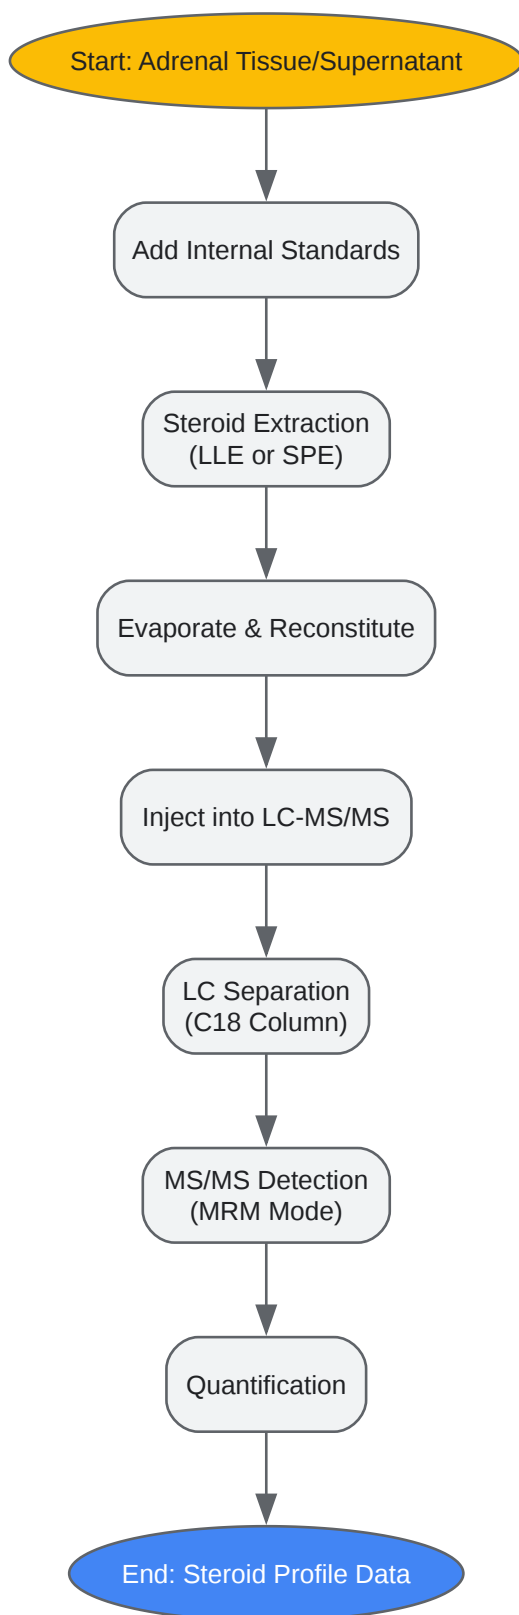 Start: Adrenal Tissue/Supernatant
Add Internal Standards
Steroid Extraction
(LLE or SPE)
Evaporate & Reconstitute
Inject into LC-MS/MS
LC Separation
(C18 Column)
MS/MS Detection
(MRM Mode)
Quantification
End: Steroid Profile Data